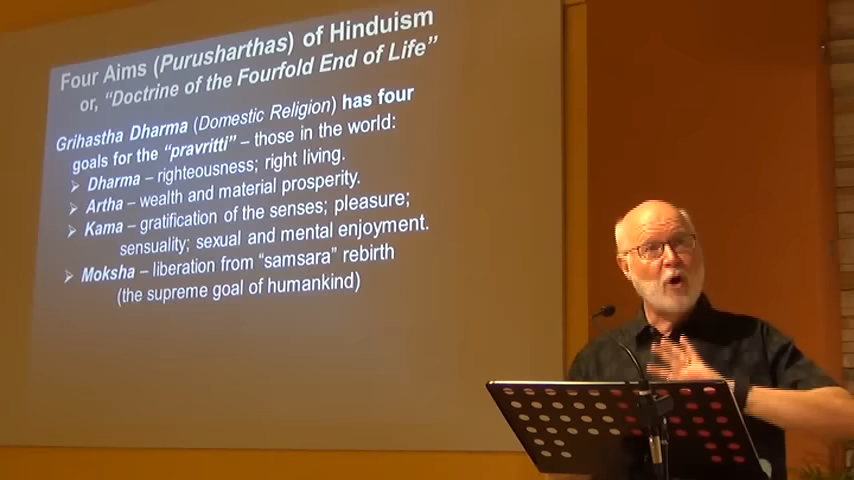 Four Aims (Purusharthas) of Hinduism
or, “Doctrine of the Fourfold End of Life”
Grihastha Dharma (Domestic Religion) has four
goals for the “pravritti” – those in the world:
➢ Dharma – righteousness; right living.
➢ Artha – wealth and material prosperity.
➢ Kama – gratification of the senses; pleasure;
sensuality; sexual and mental enjoyment.
➢ Moksha – liberation from “samsara” rebirth
(the supreme goal of humankind)